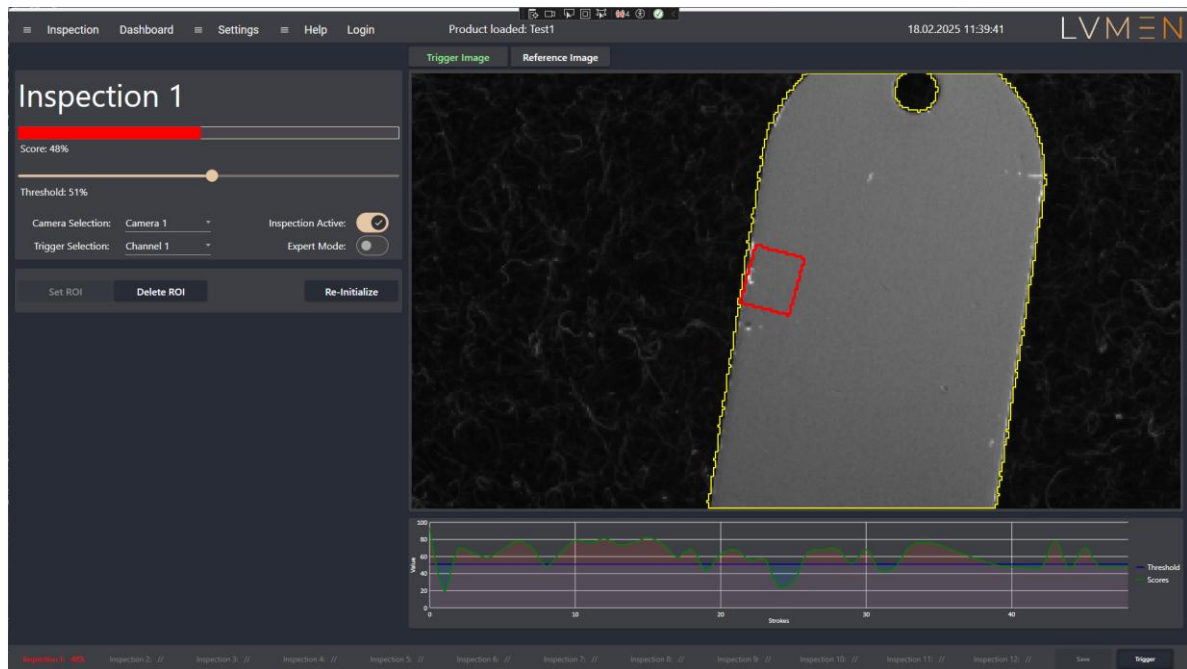 Inspection Dashboard Settings Help Login Product loaded: Test1 18.02.2025 11:39:41 LVMEN
Trigger Image Reference Image
Inspection 1
Score: 48%
Threshold: 51%
Camera Selection: Camera 1 Inspection Active:
Trigger Selection: Channel 1 Expert Mode:
Set ROI Delete ROI Re-Initialize
100
80
60
40
20
0
Value
0 10 20 30 40
Strokes
Threshold
Scores
Inspection 1: 48% Inspection 2: // Inspection 3: // Inspection 4: // Inspection 5: // Inspection 6: // Inspection 7: // Inspection 8: // Inspection 9: // Inspection 10: // Inspection 11: // Inspection 12: // Save Trigger